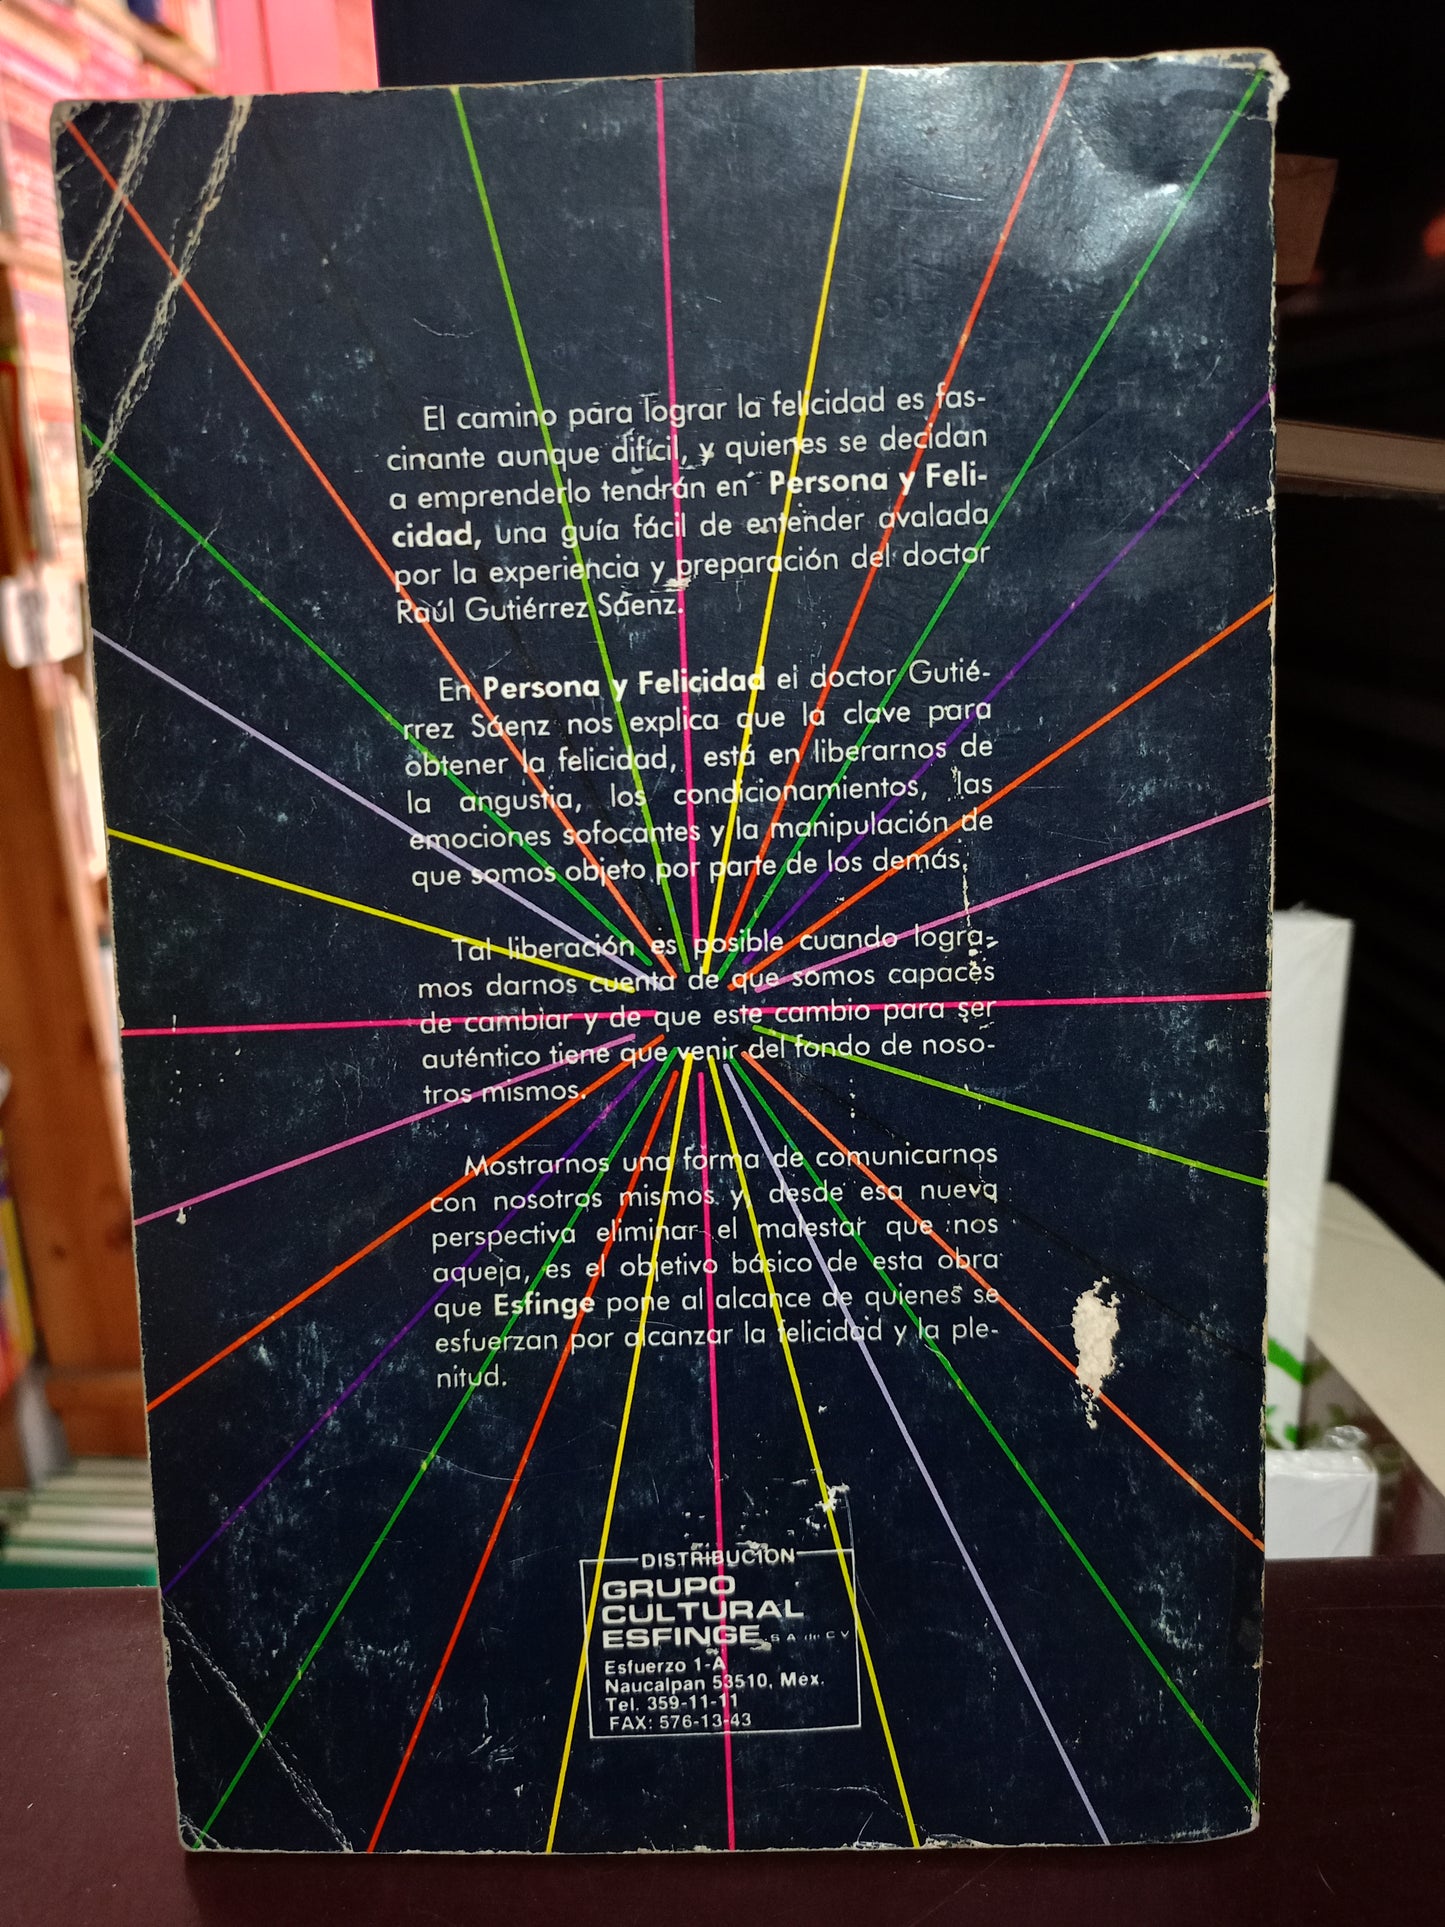 El camino para lograr la felicidad es fas-
cinante aunque difícil, y quienes se decidan
a emprenderlo tendrán en Persona y Feli-
cidad, una guía fácil de entender avalada
por la experiencia y preparación del doctor
Raúl Gutiérrez Sáenz.
En Persona y Felicidad el doctor Gutié-
rrez Sáenz nos explica que la clave para
obtener la felicidad, está en liberarnos de
la angustia, los condicionamientos, las
emociones sofocantes y la manipulación de
que somos objeto por parte de los demás.
Tal liberación es posible cuando logra-
mos darnos cuenta de que somos capaces
de cambiar y de que este cambio para ser
auténtico tiene que venir del fondo de noso-
tros mismos.
Mostrarnos una forma de comunicarnos
con nosotros mismos y, desde esa nueva
perspectiva eliminar el malestar que nos
aqueja, es el objetivo básico de esta obra
que Esfinge pone al alcance de quienes se
esfuerzan por alcanzar la felicidad y la ple-
nitud.
DISTRIBUCION
GRUPO
CULTURAL
ESFINGE S A de C V
Esfuerzo 1-A
Naucalpan 53510, Méx.
Tel. 359-11-11
FAX: 576-13-43